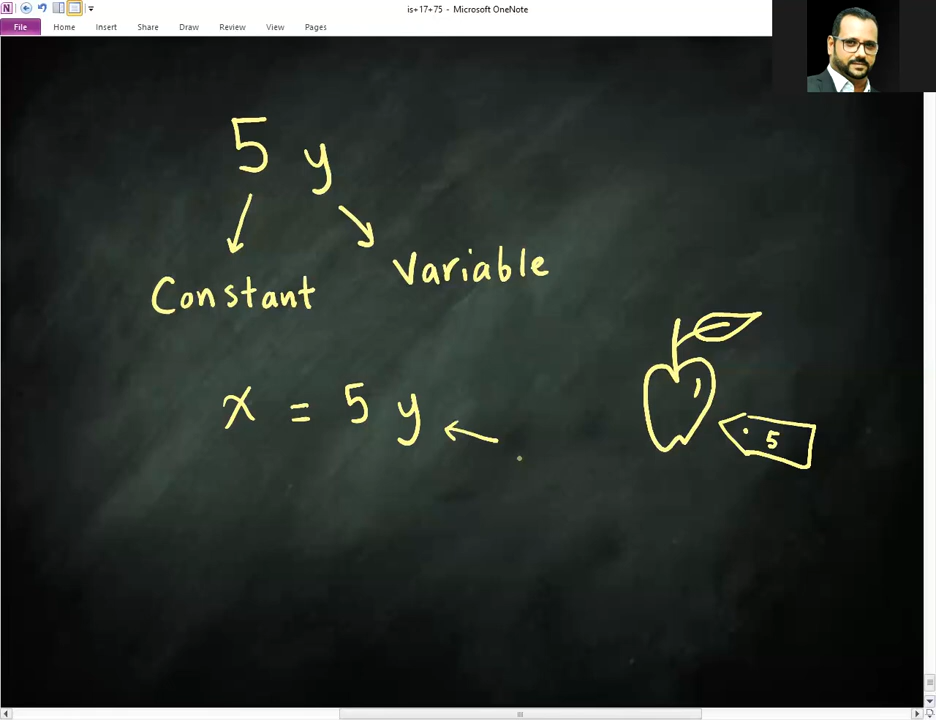 is+17+75 - Microsoft OneNote
File Home Insert Share Draw Review View Pages
5 y
Variable
Constant
x = 5 y
5